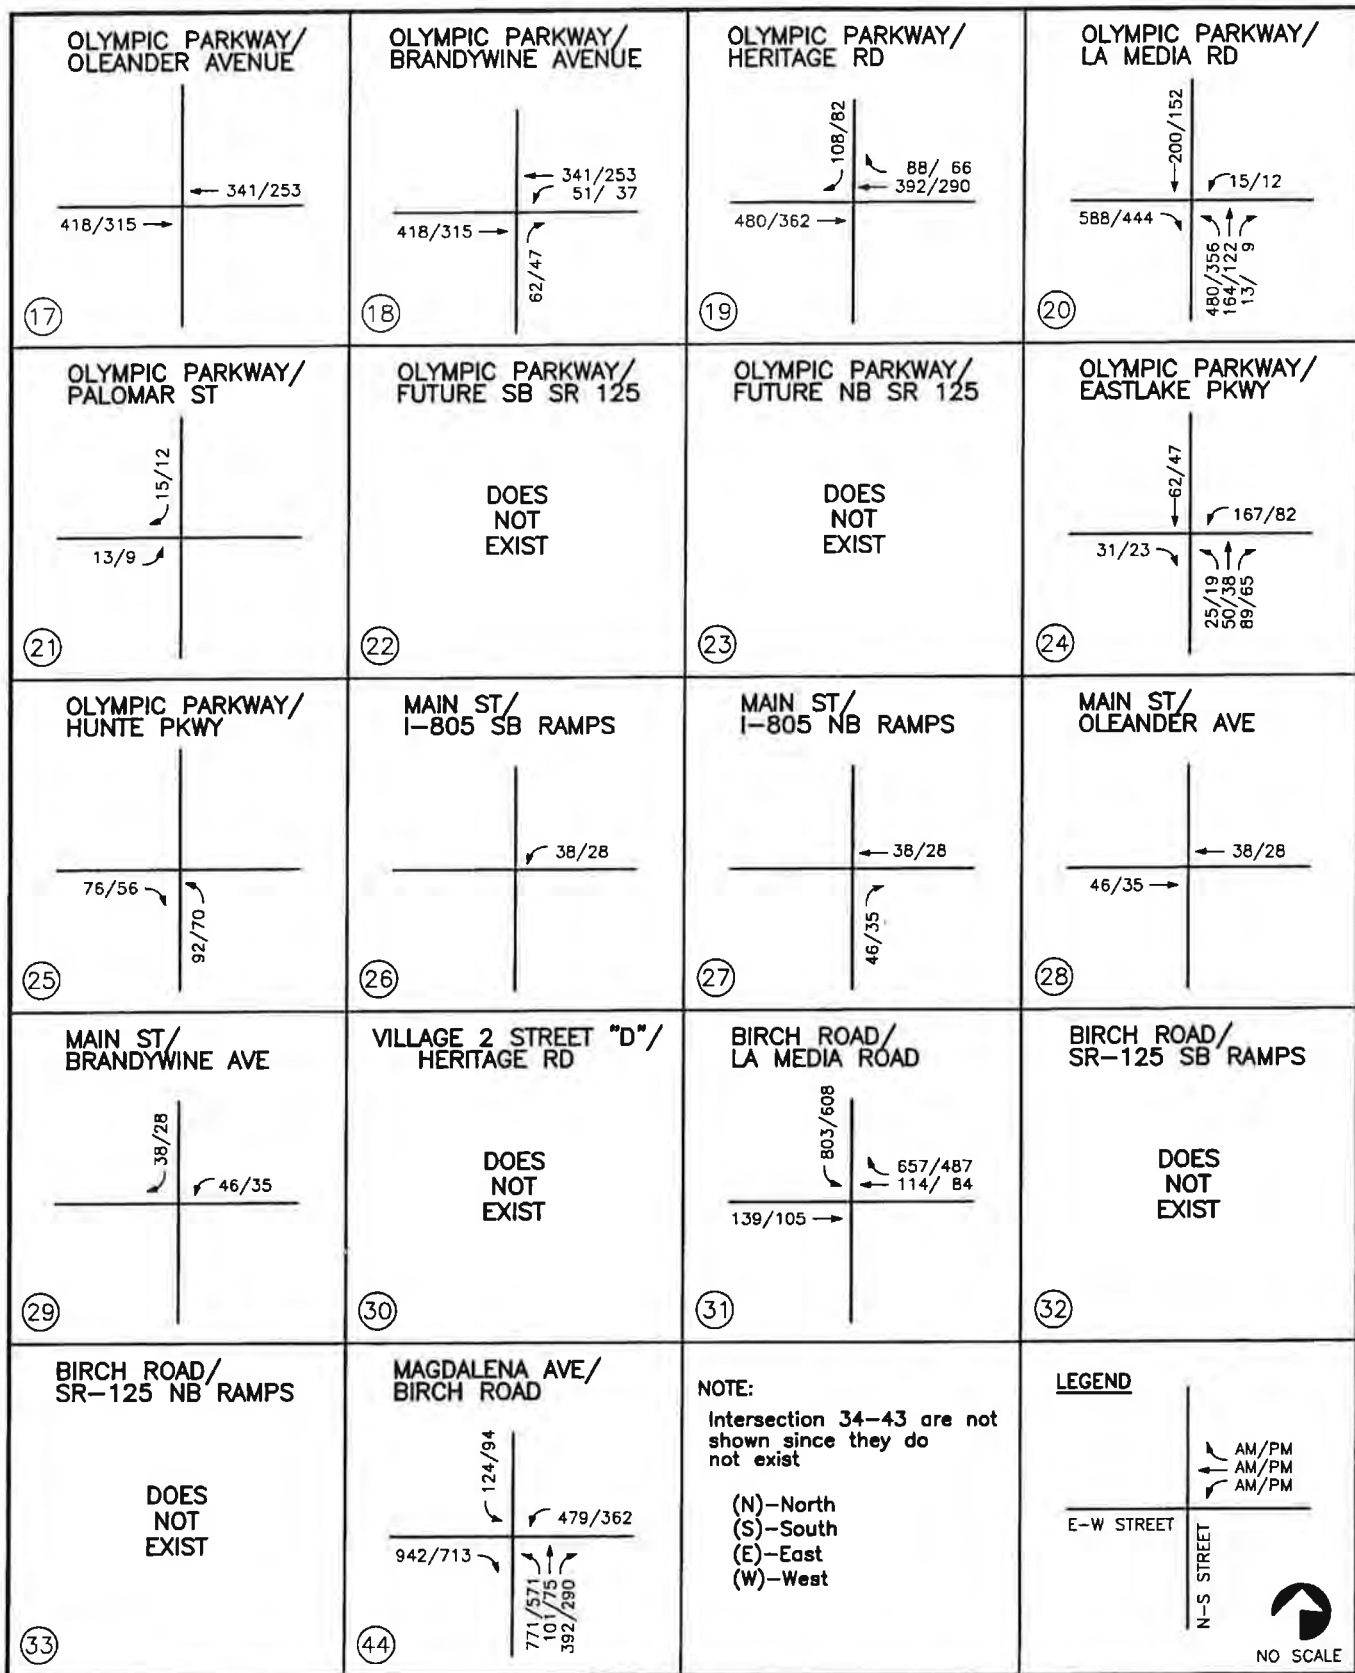 OLYMPIC PARKWAY/
OLEANDER AVENUE
341/253
418/315
17
OLYMPIC PARKWAY/
BRANDYWINE AVENUE
341/253
51/ 37
418/315
62/47
18
OLYMPIC PARKWAY/
HERITAGE RD
108/82
88/ 66
392/290
480/362
19
OLYMPIC PARKWAY/
LA MEDIA RD
200/152
15/12
588/444
480/356
164/122
13/ 9
20
OLYMPIC PARKWAY/
PALOMAR ST
15/12
13/9
21
OLYMPIC PARKWAY/
FUTURE SB SR 125
DOES
NOT
EXIST
22
OLYMPIC PARKWAY/
FUTURE NB SR 125
DOES
NOT
EXIST
23
OLYMPIC PARKWAY/
EASTLAKE PKWY
62/47
167/82
31/23
25/19
50/38
89/65
24
OLYMPIC PARKWAY/
HUNTE PKWY
76/56
92/70
25
MAIN ST/
I-805 SB RAMPS
38/28
26
MAIN ST/
I-805 NB RAMPS
38/28
46/35
27
MAIN ST/
OLEANDER AVE
38/28
46/35
28
MAIN ST/
BRANDYWINE AVE
38/28
46/35
29
VILLAGE 2 STREET "D"/
HERITAGE RD
DOES
NOT
EXIST
30
BIRCH ROAD/
LA MEDIA ROAD
803/608
657/487
114/ 84
139/105
31
BIRCH ROAD/
SR-125 SB RAMPS
DOES
NOT
EXIST
32
BIRCH ROAD/
SR-125 NB RAMPS
DOES
NOT
EXIST
33
MAGDALENA AVE/
BIRCH ROAD
124/94
479/362
942/713
771/571
101/75
392/290
44
NOTE:
Intersection 34-43 are not
shown since they do
not exist
(N)-North
(S)-South
(E)-East
(W)-West
LEGEND
AM/PM
AM/PM
AM/PM
E-W STREET
N-S STREET
NO SCALE